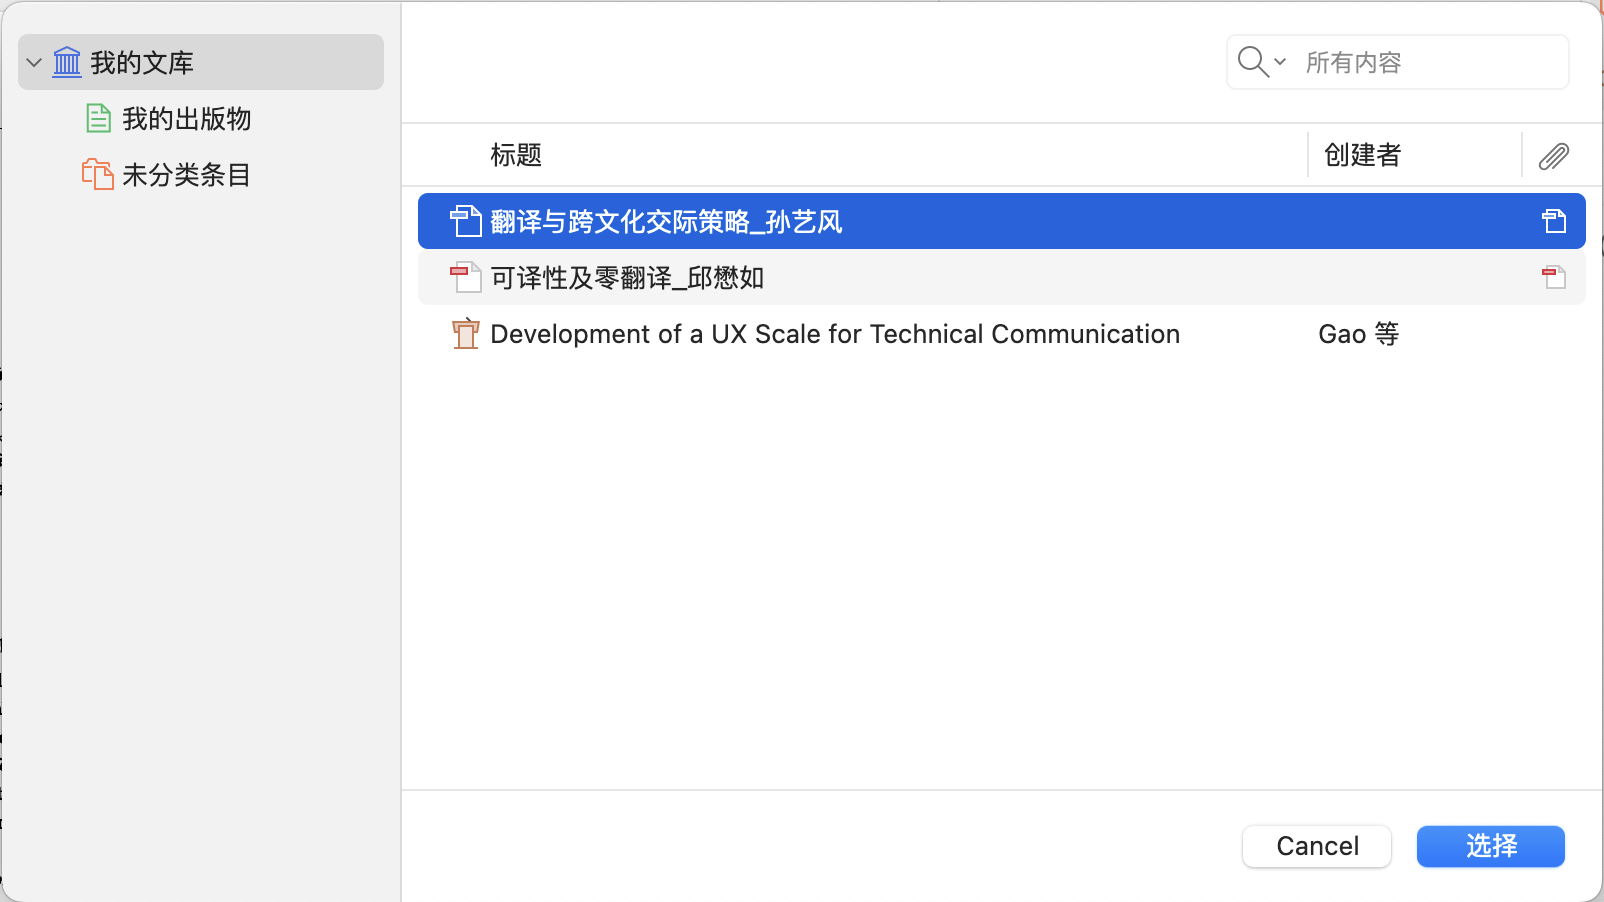 我的文库
我的出版物
未分类条目
所有内容
标题 创建者
翻译与跨文化交际策略_孙艺风
可译性及零翻译_邱懋如
Development of a UX Scale for Technical Communication Gao 等
Cancel 选择